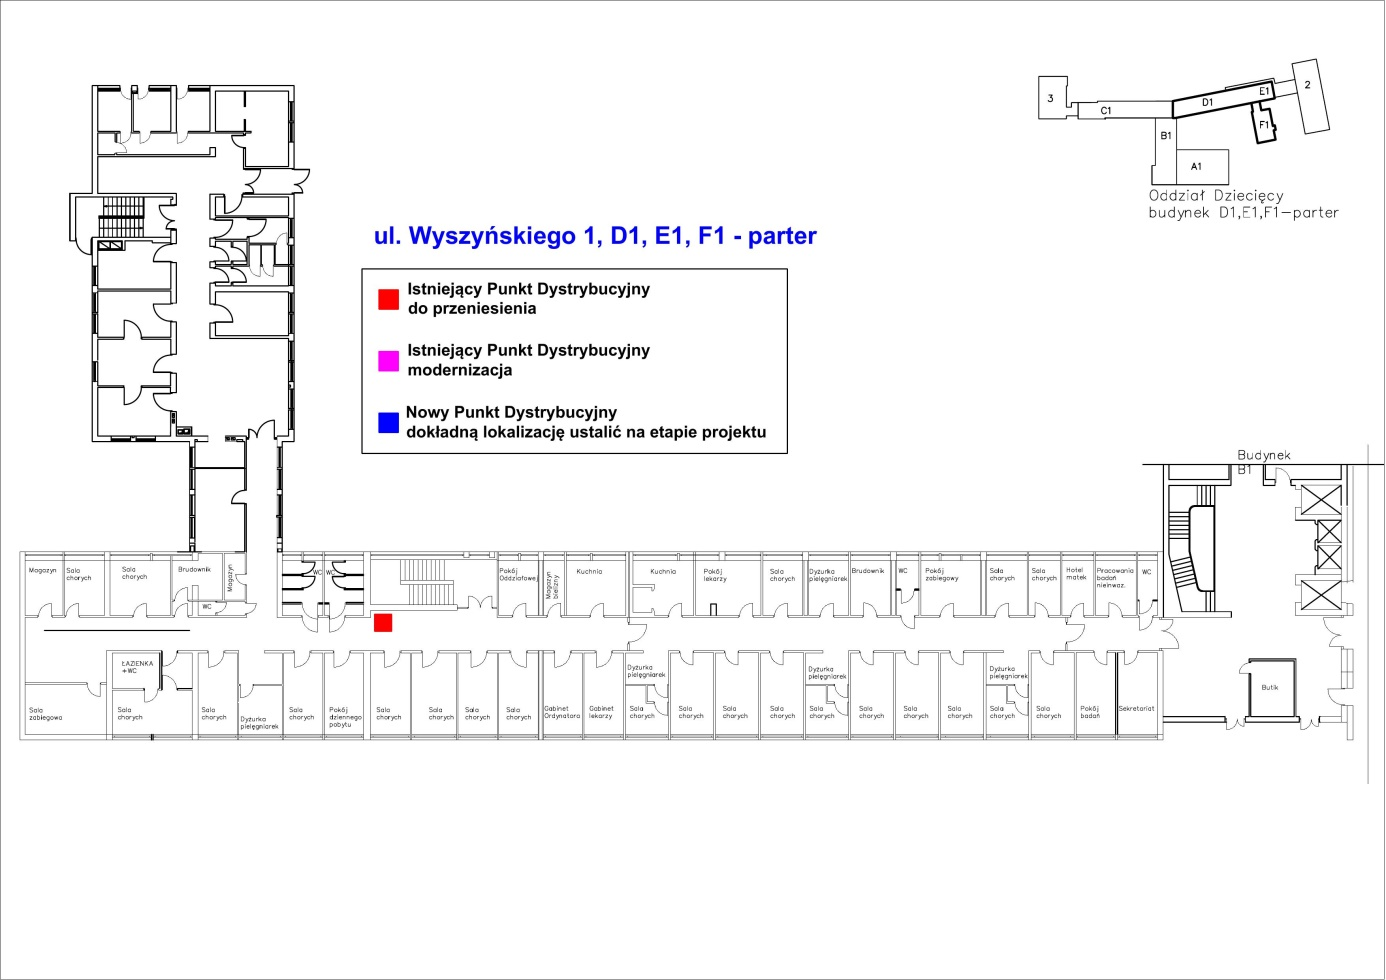 3
C1
D1
E1
2
F1
B1
A1
Oddział Dziecięcy
budynek D1,E1,F1-parter
ul. Wyszyńskiego 1, D1, E1, F1 - parter
Istniejący Punkt Dystrybucyjny
do przeniesienia
Istniejący Punkt Dystrybucyjny
modernizacja
Nowy Punkt Dystrybucyjny
dokładną lokalizację ustalić na etapie projektu
Budynek
B1
Magazyn
Sala
chorych
Sala
chorych
Brudownik
Magazyn
WC
WC
WC
Pokój
Oddziałowej
Magazyn
bielizny
Kuchnia
Kuchnia
Pokój
lekarzy
Sala
chorych
Dyżurka
pielęgniarek
Brudownik
WC
Pokój
zabiegowy
Sala
chorych
Sala
chorych
Hotel
matek
Pracowania
badań
nieinwaz.
WC
ŁAZIENKA
+WC
Sala
zabiegowa
Sala
chorych
Sala
chorych
Dyżurka
pielęgniarek
Sala
chorych
Pokój
dziennego
pobytu
Sala
chorych
Sala
chorych
Sala
chorych
Sala
chorych
Gabinet
Ordynatora
Gabinet
lekarzy
Dyżurka
pielęgniarek
Sala
chorych
Sala
chorych
Sala
chorych
Sala
chorych
Dyżurka
pielęgniarek
Sala
chorych
Sala
chorych
Sala
chorych
Sala
chorych
Dyżurka
pielęgniarek
Sala
chorych
Sala
chorych
Pokój
badań
Sekretariat
Butik